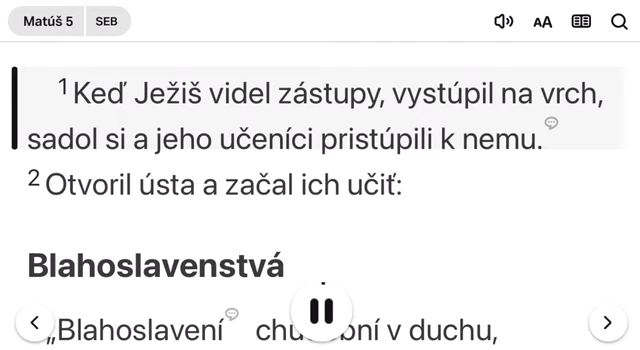 Matúš 5 SEB
AA
1 Keď Ježiš videl zástupy, vystúpil na vrch,
sadol si a jeho učeníci pristúpili k nemu.
2 Otvoril ústa a začal ich učiť:
Blahoslavenstvá
„Blahoslavení v duchu,